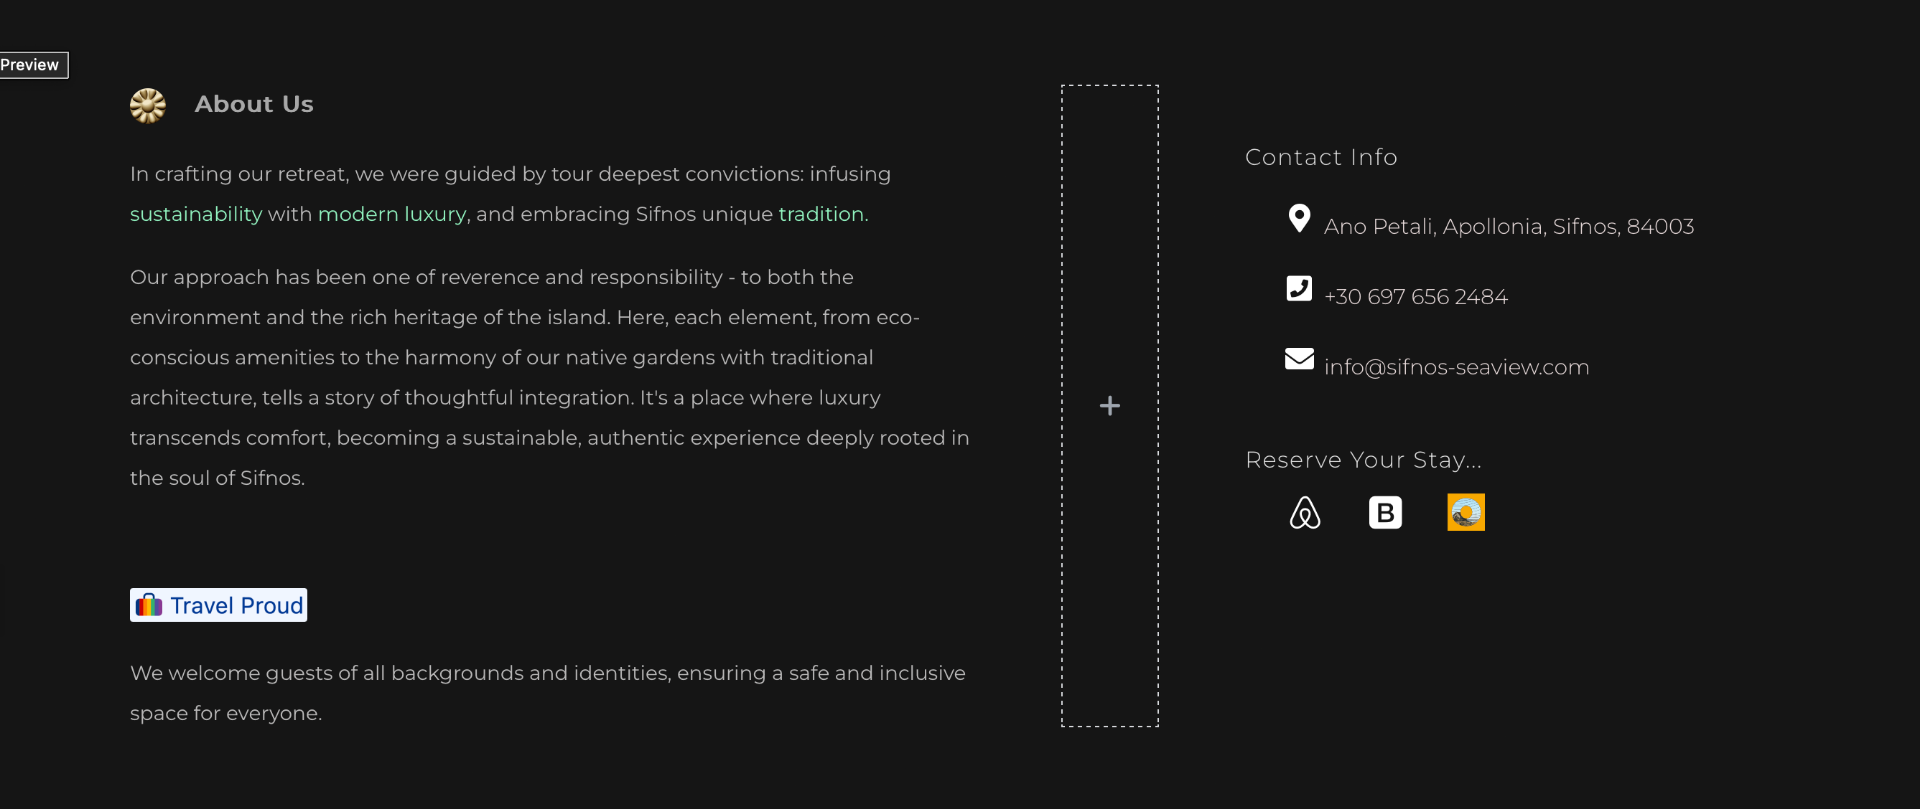 Preview
About Us
In crafting our retreat, we were guided by tour deepest convictions: infusing
sustainability with modern luxury, and embracing Sifnos unique tradition.
Our approach has been one of reverence and responsibility - to both the
environment and the rich heritage of the island. Here, each element, from eco-
conscious amenities to the harmony of our native gardens with traditional
architecture, tells a story of thoughtful integration. It's a place where luxury
transcends comfort, becoming a sustainable, authentic experience deeply rooted in
the soul of Sifnos.
Travel Proud
We welcome guests of all backgrounds and identities, ensuring a safe and inclusive
space for everyone.
+
Contact Info
Ano Petali, Apollonia, Sifnos, 84003
+30 697 656 2484
info@sifnos-seaview.com
Reserve Your Stay...
B